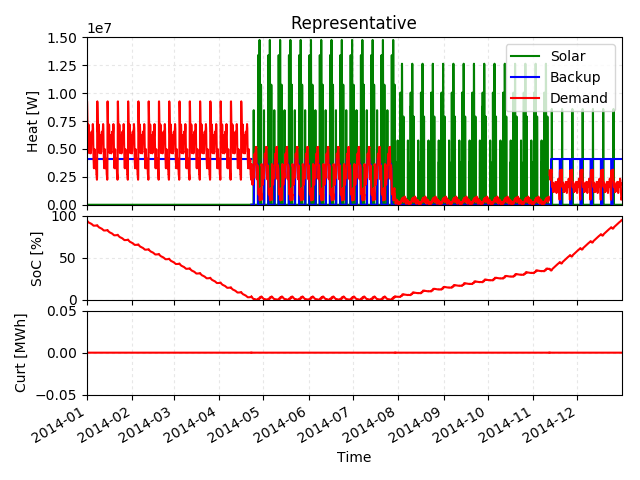 Representative
1e7
1.50
1.25
1.00
0.75
0.50
0.25
0.00
Heat [W]
Solar
Backup
Demand
100
50
0
SoC [%]
0.05
0.00
−0.05
Curt [MWh]
2014-01
2014-02
2014-03
2014-04
2014-05
2014-06
2014-07
2014-08
2014-09
2014-10
2014-11
2014-12
Time